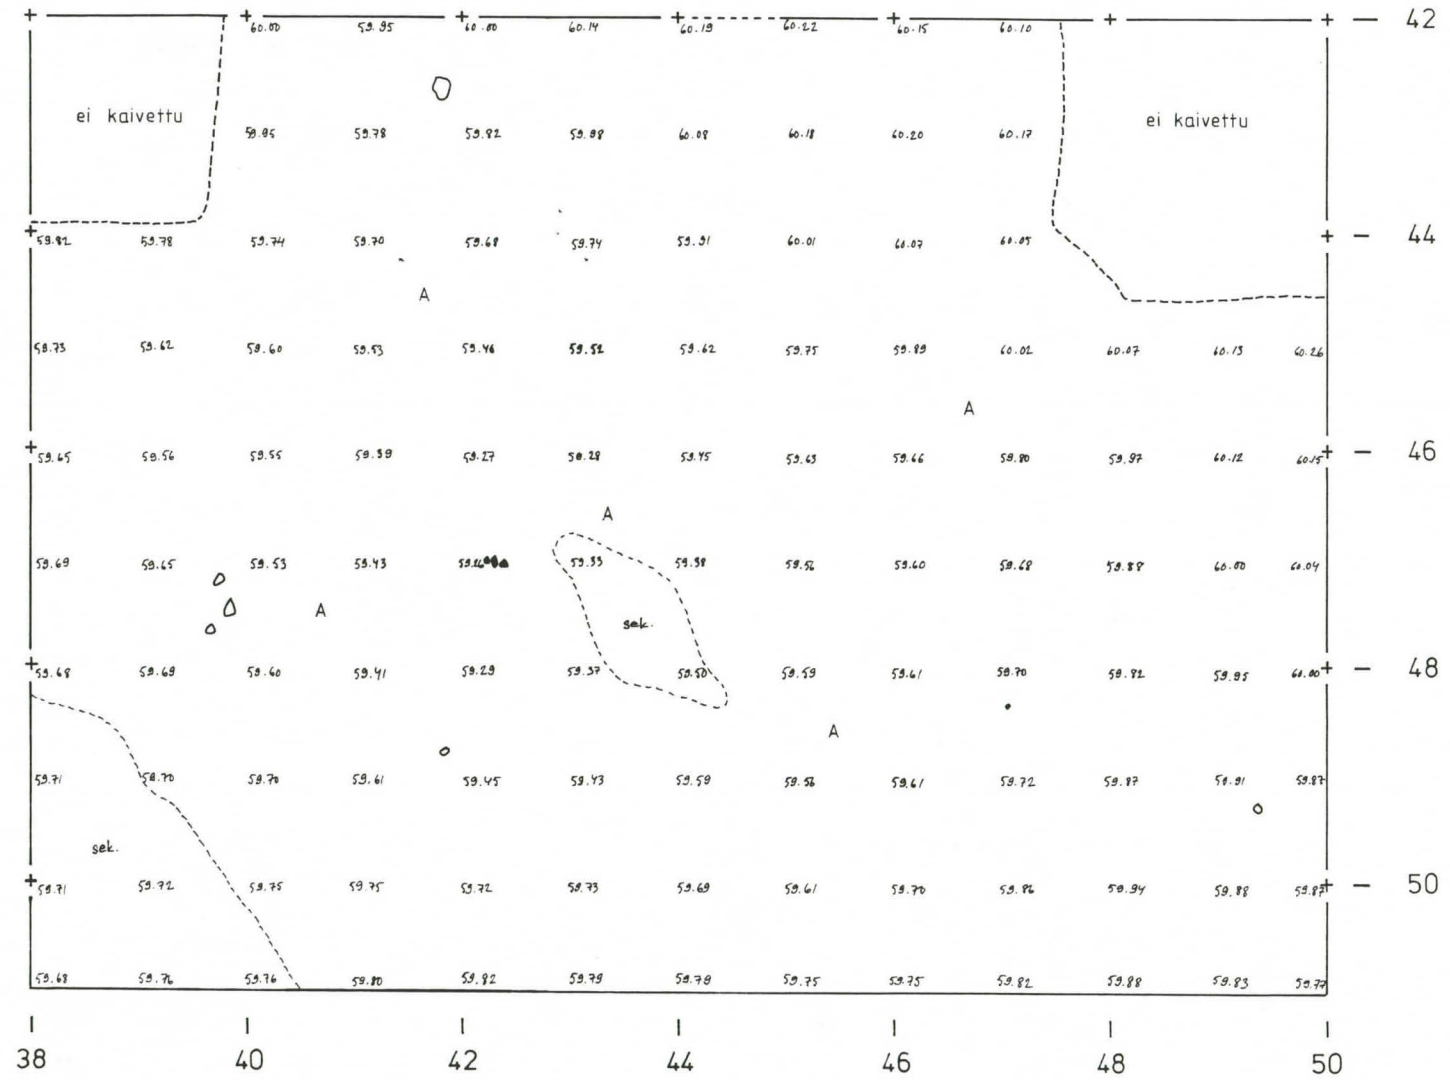 60.00 59.95 60.00 60.14 60.19 60.22 60.15 60.10 42
ei kaivettu ei kaivettu
59.95 59.78 59.82 59.98 60.08 60.18 60.20 60.17
59.82 59.78 59.74 59.70 59.68 59.74 59.91 60.01 60.07 60.05 44
A
59.73 59.62 59.60 59.53 59.46 59.52 59.62 59.75 59.89 60.02 60.07 60.13 60.26
A
59.65 59.56 59.55 59.39 59.27 59.28 59.45 59.63 59.66 59.80 59.97 60.12 60.15 46
A
59.69 59.65 59.53 59.43 59.33 59.38 59.56 59.60 59.68 59.88 60.00 60.04
A
sek.
59.68 59.69 59.60 59.41 59.29 59.37 59.50 59.59 59.61 59.70 59.82 59.95 60.00 48
A
59.71 59.70 59.70 59.61 59.45 59.43 59.59 59.56 59.61 59.72 59.87 59.91 59.87
sek.
59.71 59.72 59.75 59.75 59.72 59.73 59.69 59.61 59.70 59.86 59.94 59.88 59.87 50
59.68 59.76 59.76 59.80 59.82 59.79 59.79 59.75 59.75 59.82 59.88 59.83 59.77
38 40 42 44 46 48 50